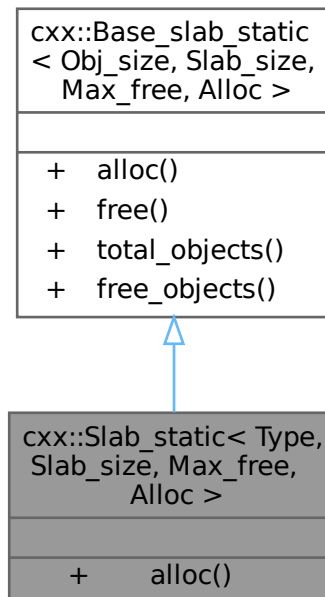 cxx::Base_slab_static
< Obj_size, Slab_size,
Max_free, Alloc >
+ alloc()
+ free()
+ total_objects()
+ free_objects()
cxx::Slab_static< Type,
Slab_size, Max_free,
Alloc >
+ alloc()